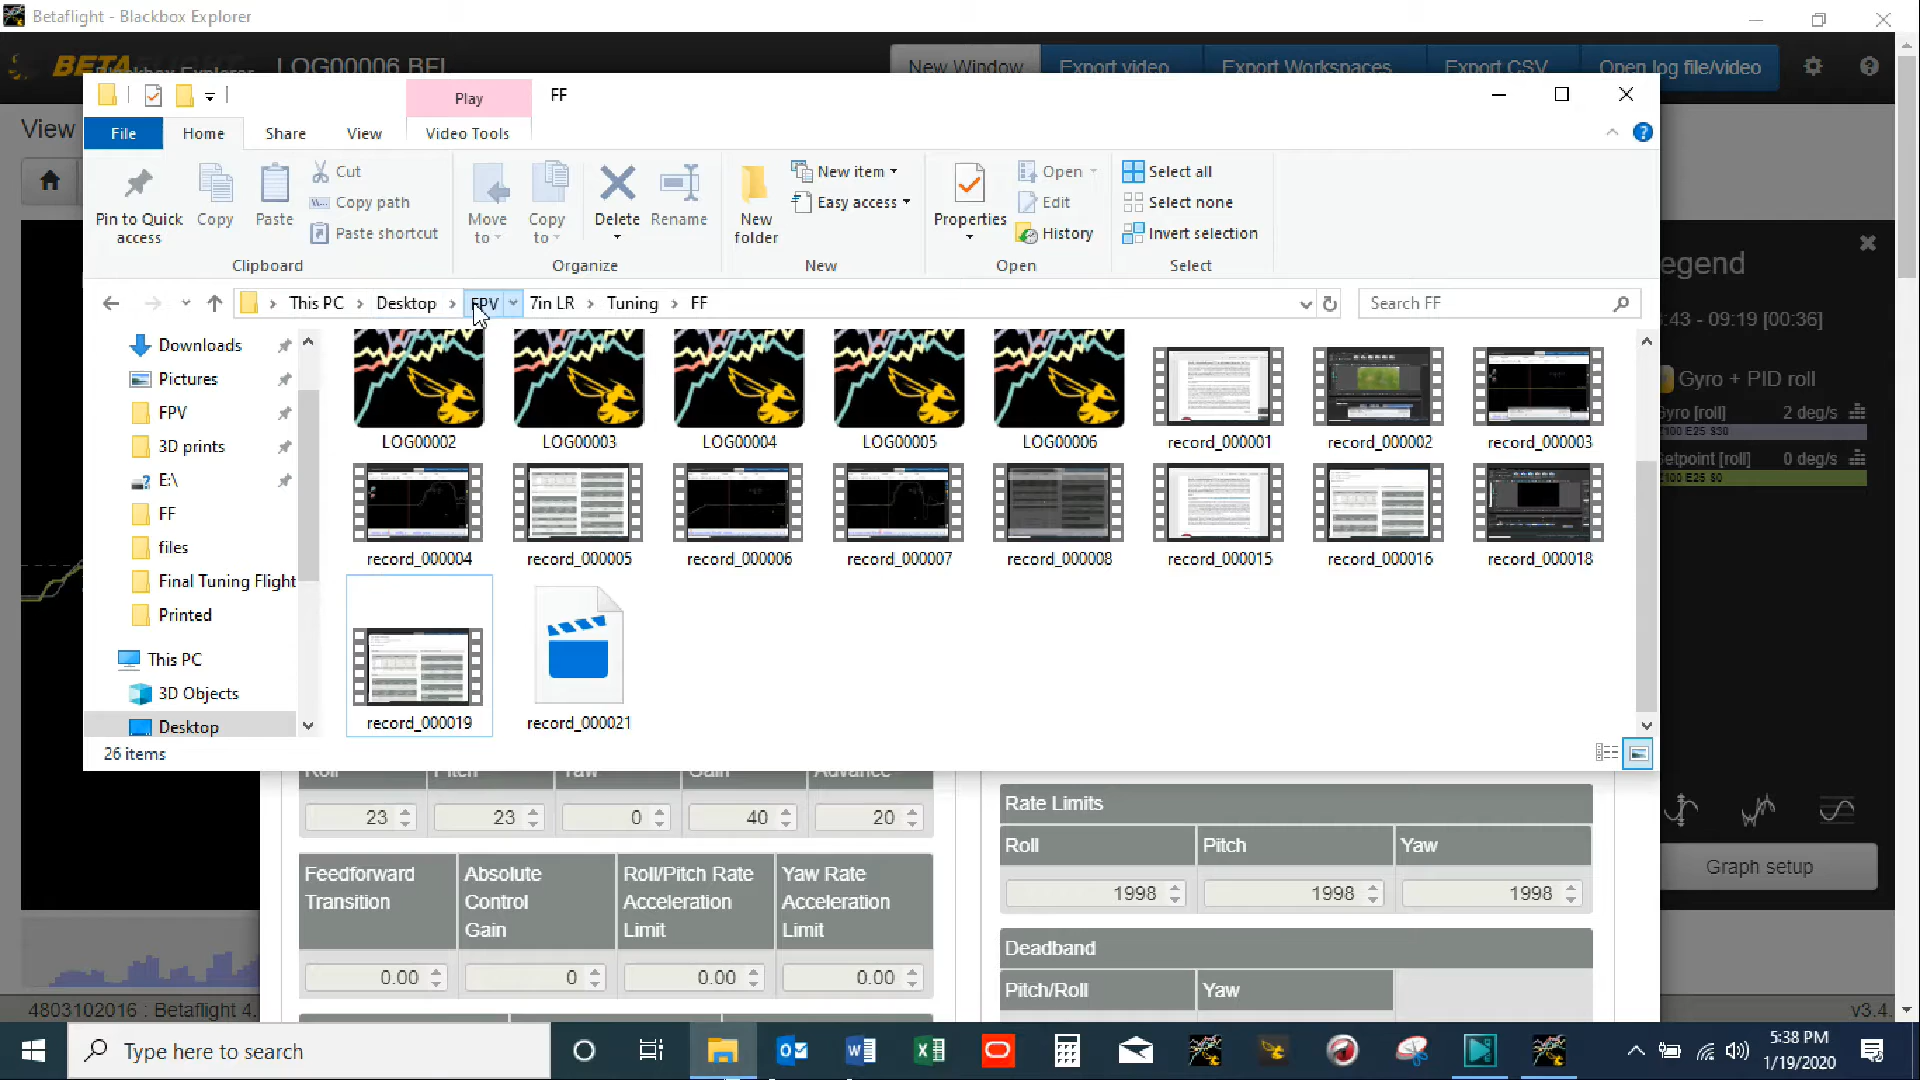 Betaflight - Blackbox Explorer
BETA
LOG00006.BFL
New Window
Export video
Export Workspaces
Export CSV
Open log file/video
Play
FF
View
File
Home
Share
View
Video Tools
Pin to Quick access
Copy
Paste
Cut
Copy path
Paste shortcut
Clipboard
Move to
Copy to
Delete
Rename
Organize
New folder
New item
Easy access
New
Properties
Open
Edit
History
Open
Select all
Select none
Invert selection
Select
egend
This PC > Desktop > FPV 7in LR > Tuning > FF
Search FF
:43 - 09:19 [00:36]
Downloads
Pictures
FPV
3D prints
E:\
FF
files
Final Tuning Flight
Printed
This PC
3D Objects
Desktop
LOG00002
LOG00003
LOG00004
LOG00005
LOG00006
record_000001
record_000002
record_000003
record_000004
record_000005
record_000006
record_000007
record_000008
record_000015
record_000016
record_000018
record_000019
record_000021
26 items
Gyro + PID roll
Gyro [roll] 2 deg/s
Setpoint [roll] 0 deg/s
Roll Pitch Yaw Gain Advance
23 23 0 40 20
Feedforward Transition
Absolute Control Gain
Roll/Pitch Rate Acceleration Limit
Yaw Rate Acceleration Limit
0.00 0 0.00 0.00
Rate Limits
Roll Pitch Yaw
1998 1998 1998
Deadband
Pitch/Roll Yaw
Graph setup
4803102016 : Betaflight 4.
v3.4.
Type here to search
5:38 PM
1/19/2020